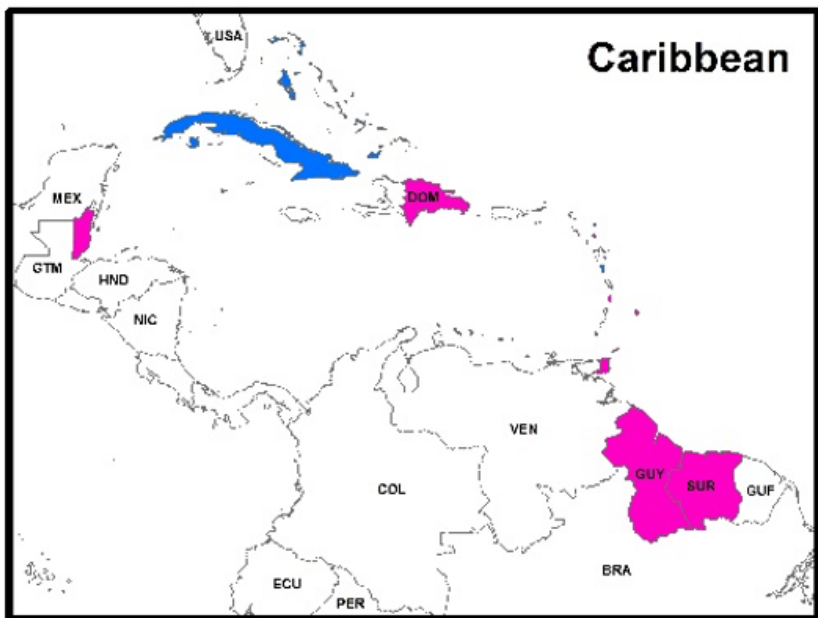 USA
Caribbean
MEX
DOM
GTM
HND
NIC
VEN
COL
GUY
SUR
GUF
BRA
ECU
PER